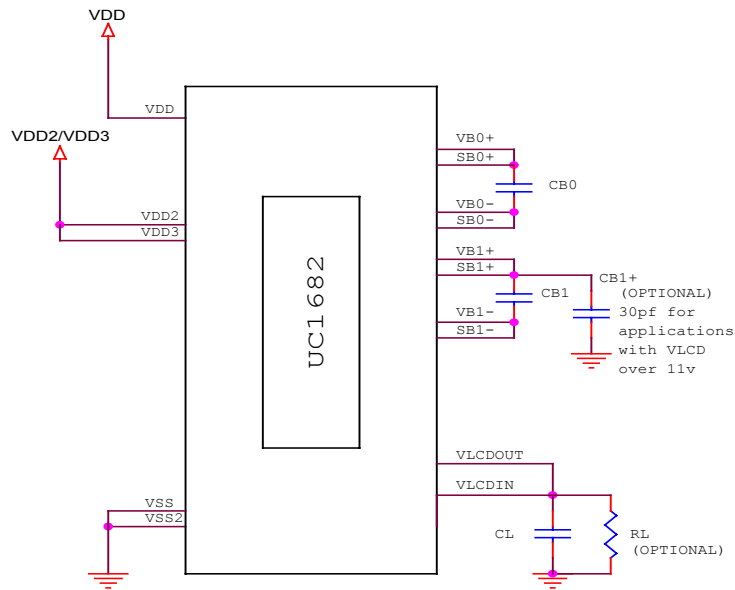 VDD
VDD
VDD2/VDD3
VDD2
VDD3
VSS
VSS2
UC1682
VB0+
SB0+
CB0
VB0-
SB0-
VB1+
SB1+
CB1
VB1-
SB1-
CB1+
(OPTIONAL)
30pf for
applications
with VLCD
over 11v
VLCDOUT
VLCDIN
CL
RL
(OPTIONAL)